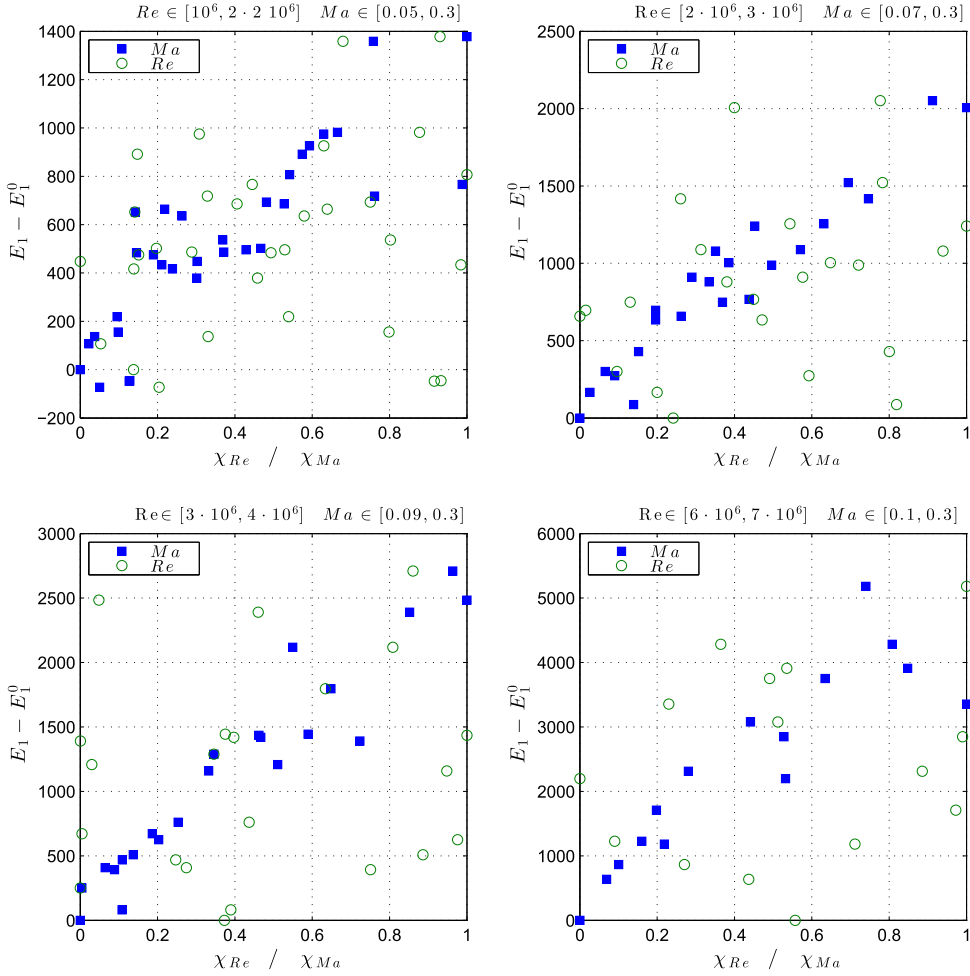 Re ∈ [10⁶, 2 · 2 10⁶] Ma ∈ [0.05, 0.3]
1400
1200
1000
800
600
400
200
0
−200
E₁ − E₁⁰
Ma
Re
0 0.2 0.4 0.6 0.8 1
χ_Re / χ_Ma
Re∈ [2 · 10⁶, 3 · 10⁶] Ma ∈ [0.07, 0.3]
2500
2000
1500
1000
500
0
E₁ − E₁⁰
Ma
Re
0 0.2 0.4 0.6 0.8 1
χ_Re / χ_Ma
Re∈ [3 · 10⁶, 4 · 10⁶] Ma ∈ [0.09, 0.3]
3000
2500
2000
1500
1000
500
0
E₁ − E₁⁰
Ma
Re
0 0.2 0.4 0.6 0.8 1
χ_Re / χ_Ma
Re∈ [6 · 10⁶, 7 · 10⁶] Ma ∈ [0.1, 0.3]
6000
5000
4000
3000
2000
1000
0
E₁ − E₁⁰
Ma
Re
0 0.2 0.4 0.6 0.8 1
χ_Re / χ_Ma